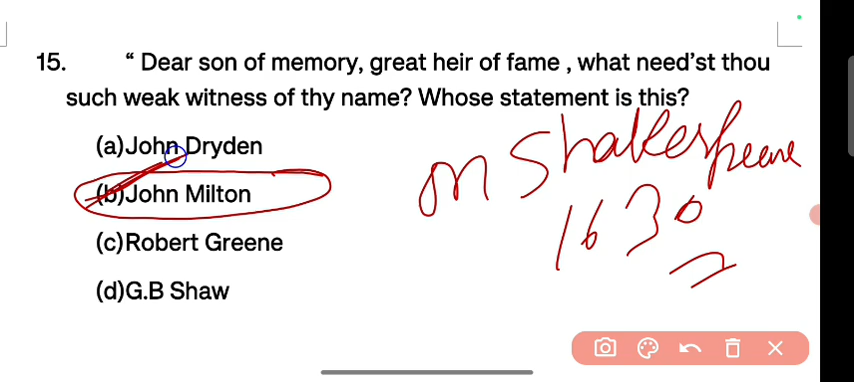 15. “ Dear son of memory, great heir of fame , what need’st thou
such weak witness of thy name? Whose statement is this?
(a)John Dryden
(b)John Milton
(c)Robert Greene
(d)G.B Shaw
on Shakespeare
1630